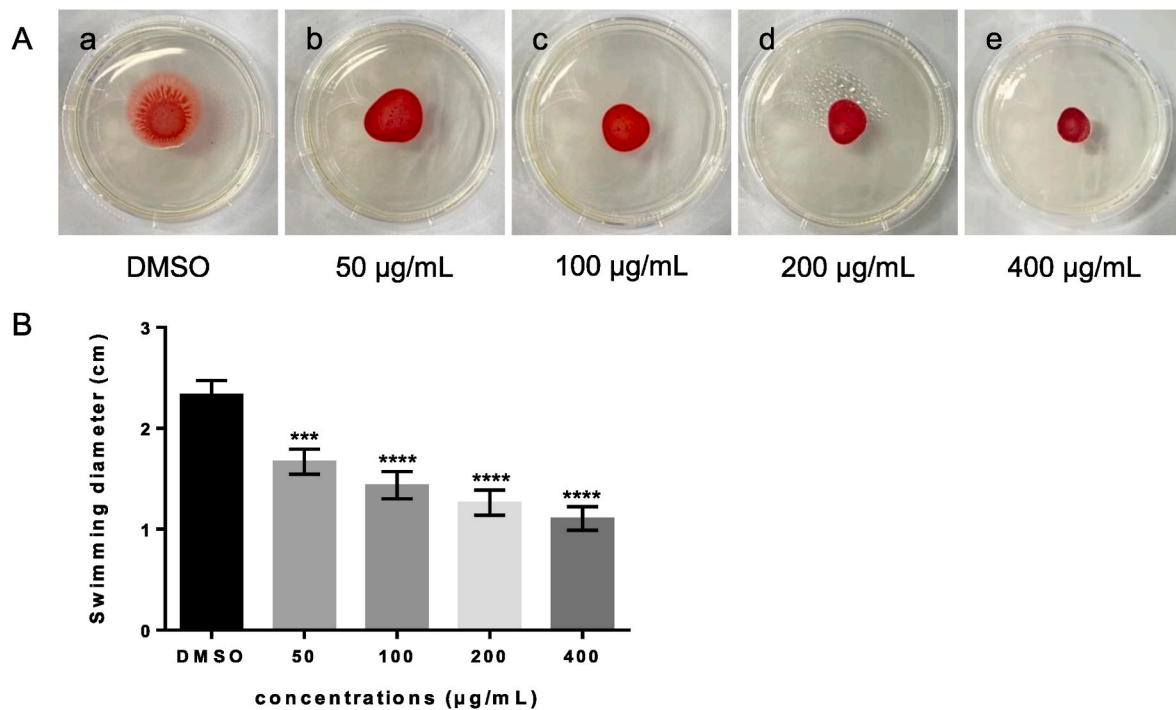 A a b c d e
DMSO 50 µg/mL 100 µg/mL 200 µg/mL 400 µg/mL
B
3
2
1
0
Swimming diameter (cm)
*** **** **** ****
DMSO 50 100 200 400
concentrations (µg/mL)